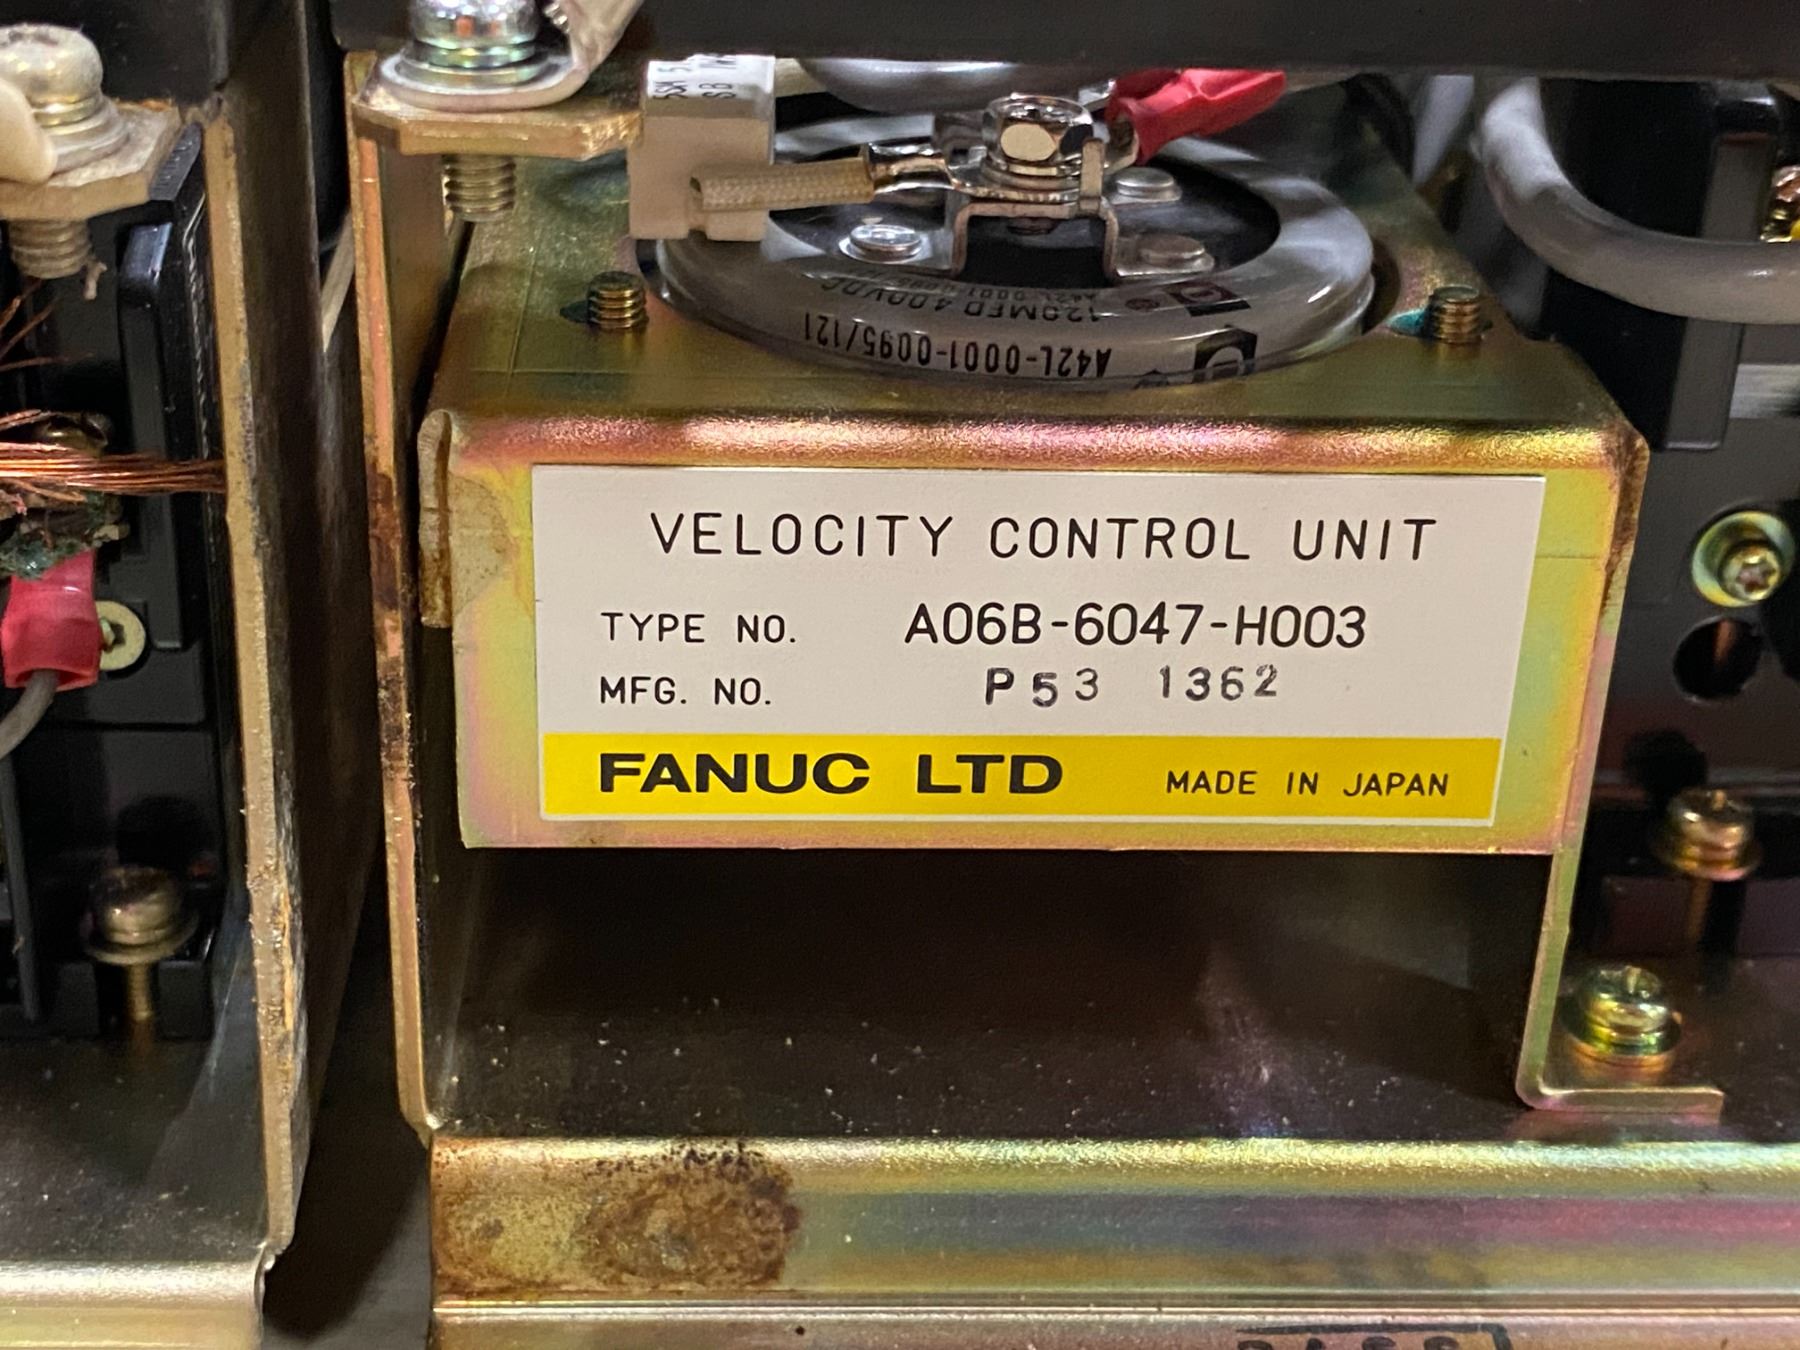 120MFD 400VDC
A42L-0001-0095/121
VELOCITY CONTROL UNIT
TYPE NO. A06B-6047-H003
MFG. NO. P53 1362
FANUC LTD MADE IN JAPAN